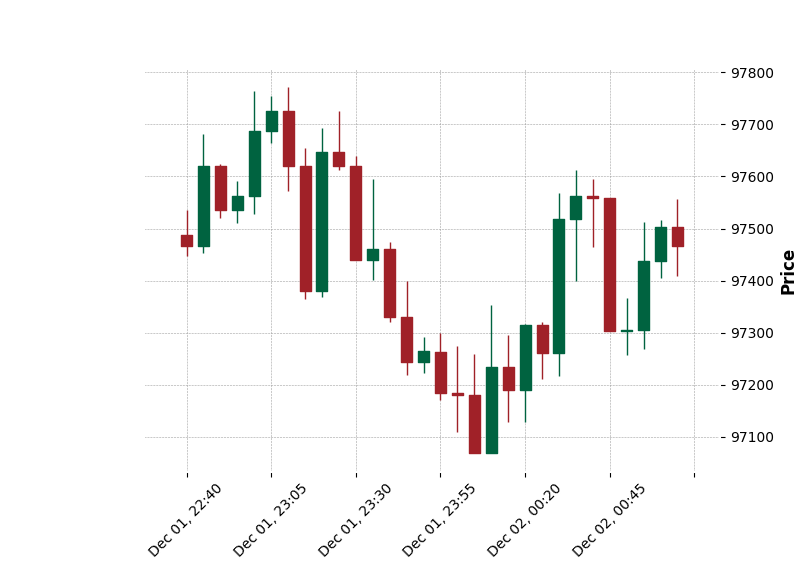 97800
97700
97600
97500
97400
97300
97200
97100
Price
Dec 01, 22:40
Dec 01, 23:05
Dec 01, 23:30
Dec 01, 23:55
Dec 02, 00:20
Dec 02, 00:45